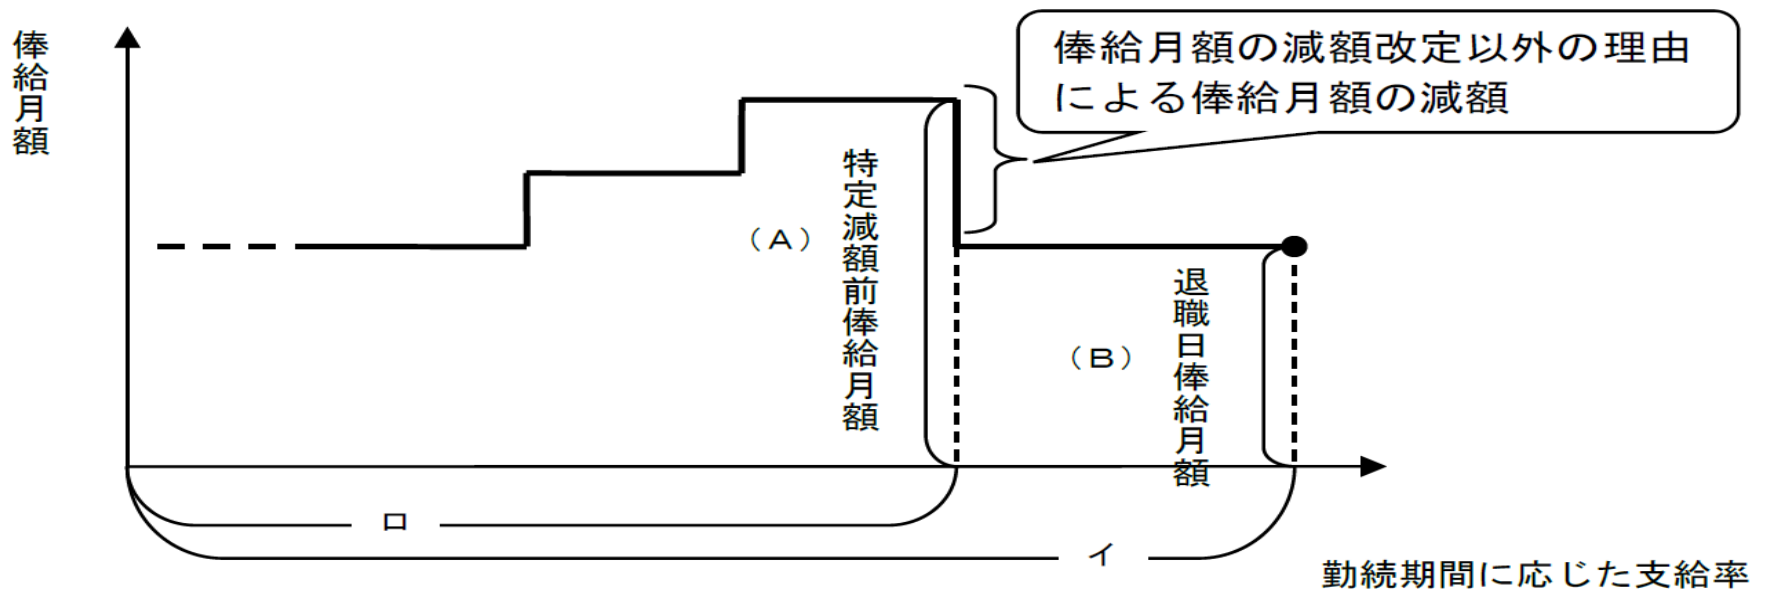 俸給月額
俸給月額の減額改定以外の理由
による俸給月額の減額
特定減額前俸給月額
（A）
退職日俸給月額
（B）
ロ
イ
勤続期間に応じた支給率